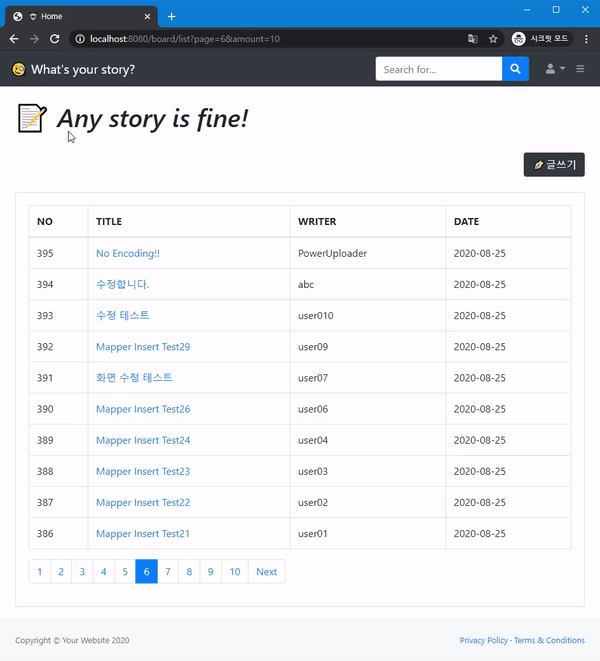 Home
localhost:8080/board/list?page=6&amount=10
시크릿 모드
What's your story?
Search for...
Any story is fine!
글쓰기
NO TITLE WRITER DATE
395 No Encoding!! PowerUploader 2020-08-25
394 수정합니다. abc 2020-08-25
393 수정 테스트 user010 2020-08-25
392 Mapper Insert Test29 user09 2020-08-25
391 화면 수정 테스트 user07 2020-08-25
390 Mapper Insert Test26 user06 2020-08-25
389 Mapper Insert Test24 user04 2020-08-25
388 Mapper Insert Test23 user03 2020-08-25
387 Mapper Insert Test22 user02 2020-08-25
386 Mapper Insert Test21 user01 2020-08-25
1 2 3 4 5 6 7 8 9 10 Next
Copyright © Your Website 2020 Privacy Policy · Terms & Conditions